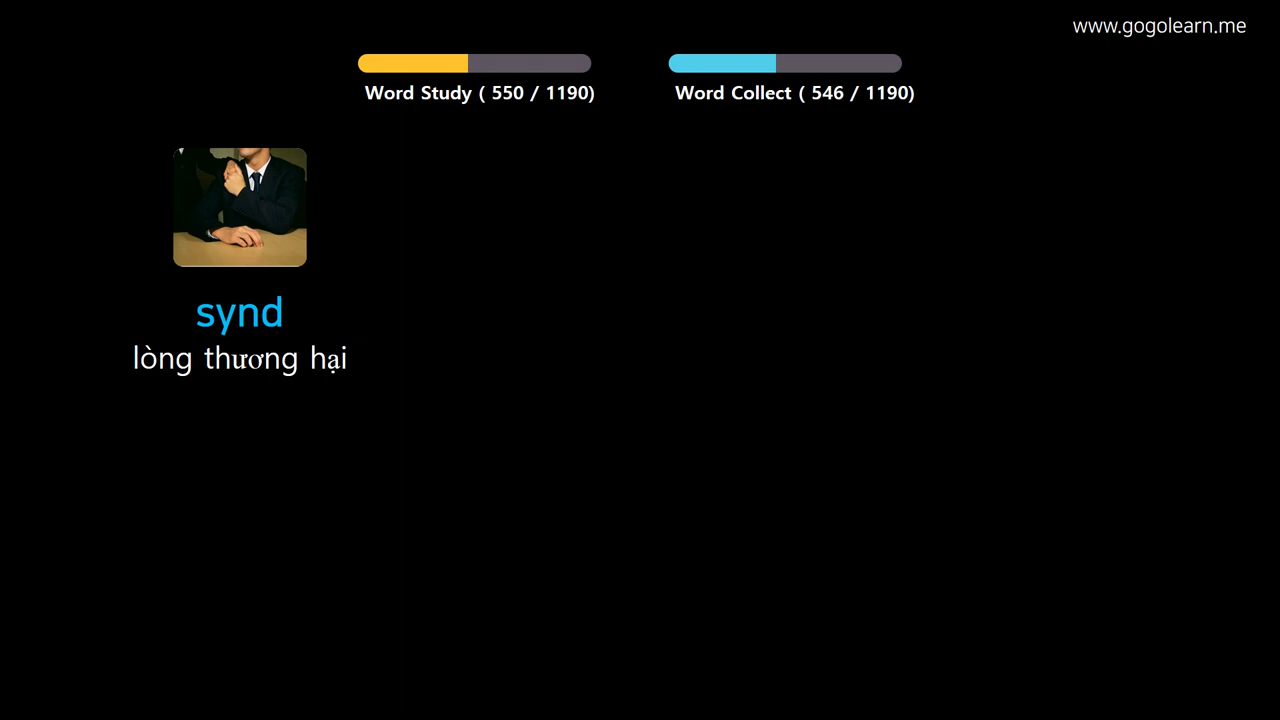 www.gogolearn.me
Word Study ( 550 / 1190)
Word Collect ( 546 / 1190)
synd
lòng thương hại